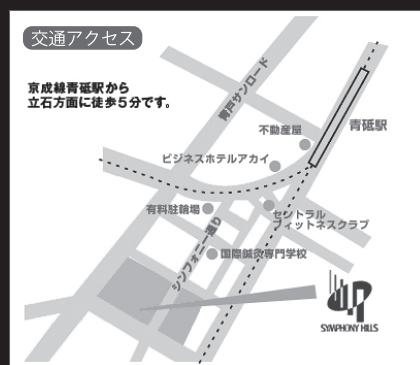 交通アクセス
京成線青砥駅から
立石方面に徒歩5分です。
青戸サンロード
不動産屋
青砥駅
ビジネスホテルアカイ
有料駐輪場
セントラル
フィットネスクラブ
シンフォニー通り
国際鍼灸専門学校
SYMPHONY HILLS